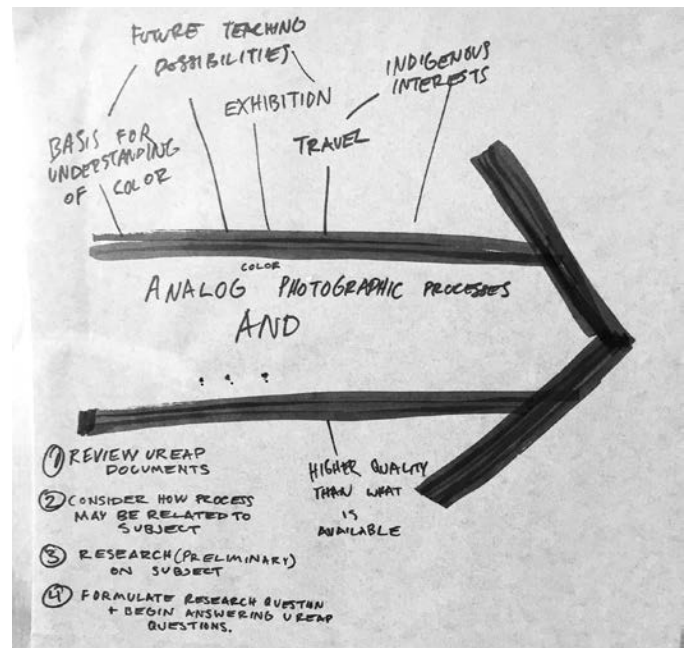 FUTURE TEACHING
POSSIBILITIES
EXHIBITION
INDIGENOUS
INTERESTS
TRAVEL
BASIS FOR
UNDERSTANDING
OF COLOR
COLOR
ANALOG PHOTOGRAPHIC PROCESSES
AND
...
① REVIEW UREAP
DOCUMENTS
② CONSIDER HOW PROCESS
MAY BE RELATED TO
SUBJECT
③ RESEARCH (PRELIMINARY)
ON SUBJECT
④ FORMULATE RESEARCH QUESTION
+ BEGIN ANSWERING UREAP
QUESTIONS.
HIGHER QUALITY
THAN WHAT
IS
AVAILABLE